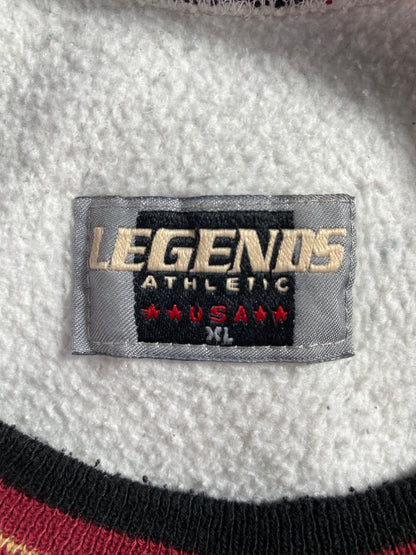 LEGENDS
ATHLETIC
★★USA★★
XL